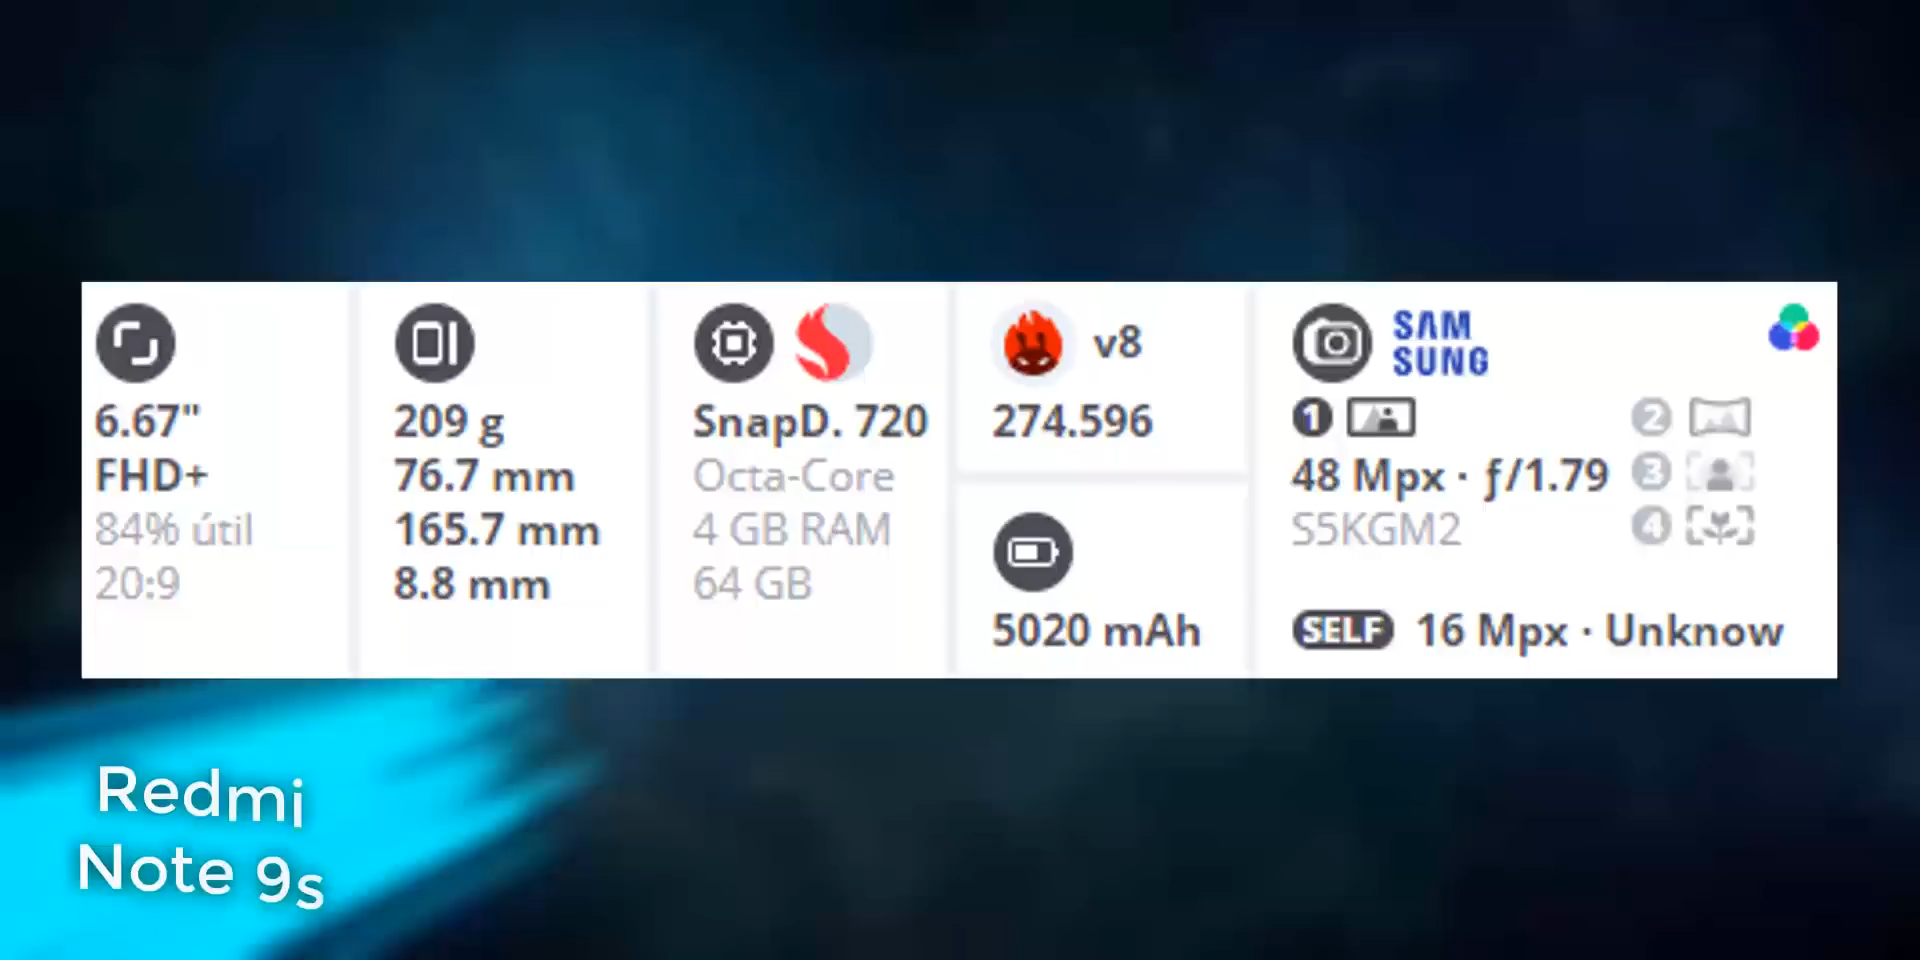 6.67"
FHD+
84% útil
20:9
209 g
76.7 mm
165.7 mm
8.8 mm
SnapD. 720
Octa-Core
4 GB RAM
64 GB
v8
274.596
5020 mAh
SAM
SUNG
1
48 Mpx · ƒ/1.79
S5KGM2
2
3
4
SELF 16 Mpx · Unknow
Redmi
Note 9s